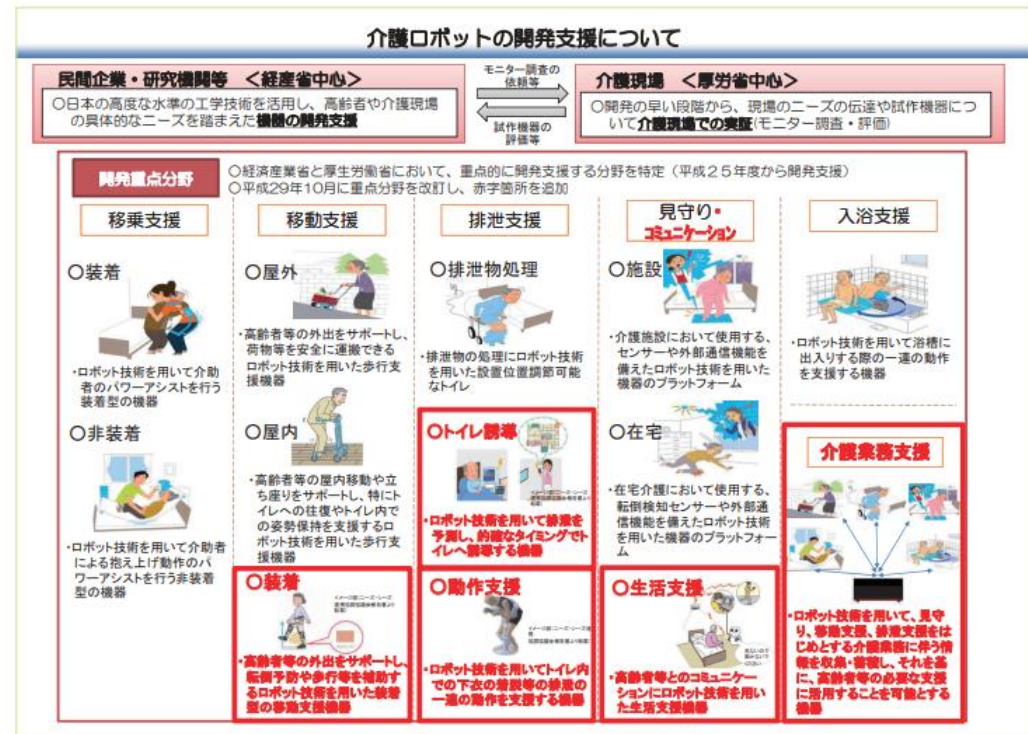 介護ロボットの開発支援について
民間企業・研究機関等　＜経産省中心＞
○日本の高度な水準の工学技術を活用し、高齢者や介護現場
の具体的なニーズを踏まえた機器の開発支援
モニター調査の
依頼等
試作機器の
評価等
介護現場　＜厚労省中心＞
○開発の早い段階から、現場のニーズの伝達や試作機器につ
いて介護現場での実証(モニター調査・評価)
開発重点分野
○経済産業省と厚生労働省において、重点的に開発支援する分野を特定（平成２５年度から開発支援）
○平成29年10月に重点分野を改訂し、赤字箇所を追加
移乗支援
○装着
・ロボット技術を用いて介助
者のパワーアシストを行う
装着型の機器
○非装着
・ロボット技術を用いて介助者
による抱え上げ動作のパ
ワーアシストを行う非装着
型の機器
移動支援
○屋外
・高齢者等の外出をサポートし、
荷物等を安全に運搬できる
ロボット技術を用いた歩行支
援機器
○屋内
・高齢者等の屋内移動や立
ち座りをサポートし、特にト
イレへの往復やトイレ内で
の姿勢保持を支援するロ
ボット技術を用いた歩行支
援機器
○装着
・高齢者等の外出をサポートし、
転倒予防や歩行等を補助す
るロボット技術を用いた装着
型の移動支援機器
排泄支援
○排泄物処理
・排泄物の処理にロボット技術
を用いた設置位置調節可能
なトイレ
○トイレ誘導
・ロボット技術を用いて排泄を
予測し、的確なタイミングでト
イレへ誘導する機器
○動作支援
・ロボット技術を用いてトイレ内
での下衣の着脱等の排泄の
一連の動作を支援する機器
見守り・
コミュニケーション
○施設
・介護施設において使用する、
センサーや外部通信機能を
備えたロボット技術を用いた
機器のプラットフォーム
○在宅
・在宅介護において使用する、
転倒検知センサーや外部通
信機能を備えたロボット技術
を用いた機器のプラットフォー
ム
○生活支援
・高齢者等とのコミュニケー
ションにロボット技術を用い
た生活支援機器
入浴支援
・ロボット技術を用いて浴槽に
出入りする際の一連の動作
を支援する機器
介護業務支援
・ロボット技術を用いて、見守
り、移動支援、排泄支援をは
じめとする介護業務に伴う情
報を収集・蓄積し、それを基
に、高齢者等の必要な支援
に活用することを可能とする
機器